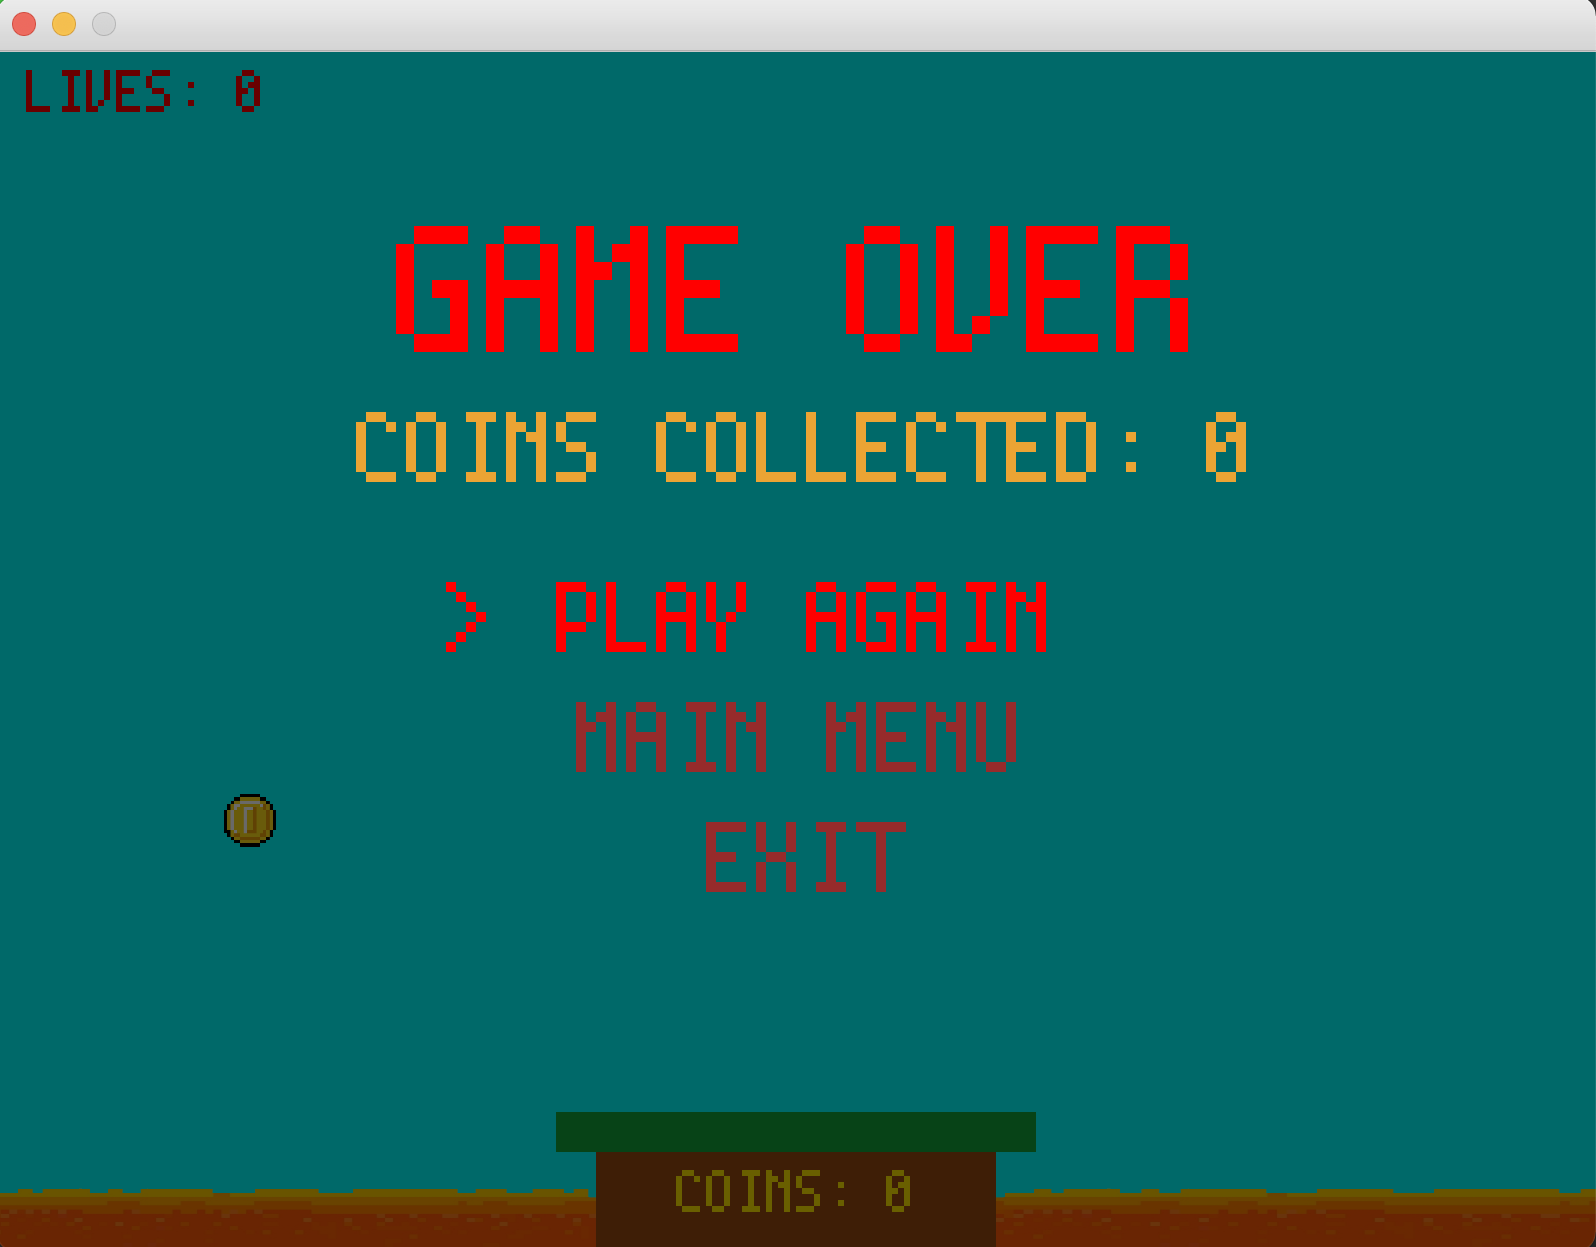 LIVES: 0
GAME OVER
COINS COLLECTED: 0
> PLAY AGAIN
MAIN MENU
EXIT
COINS: 0